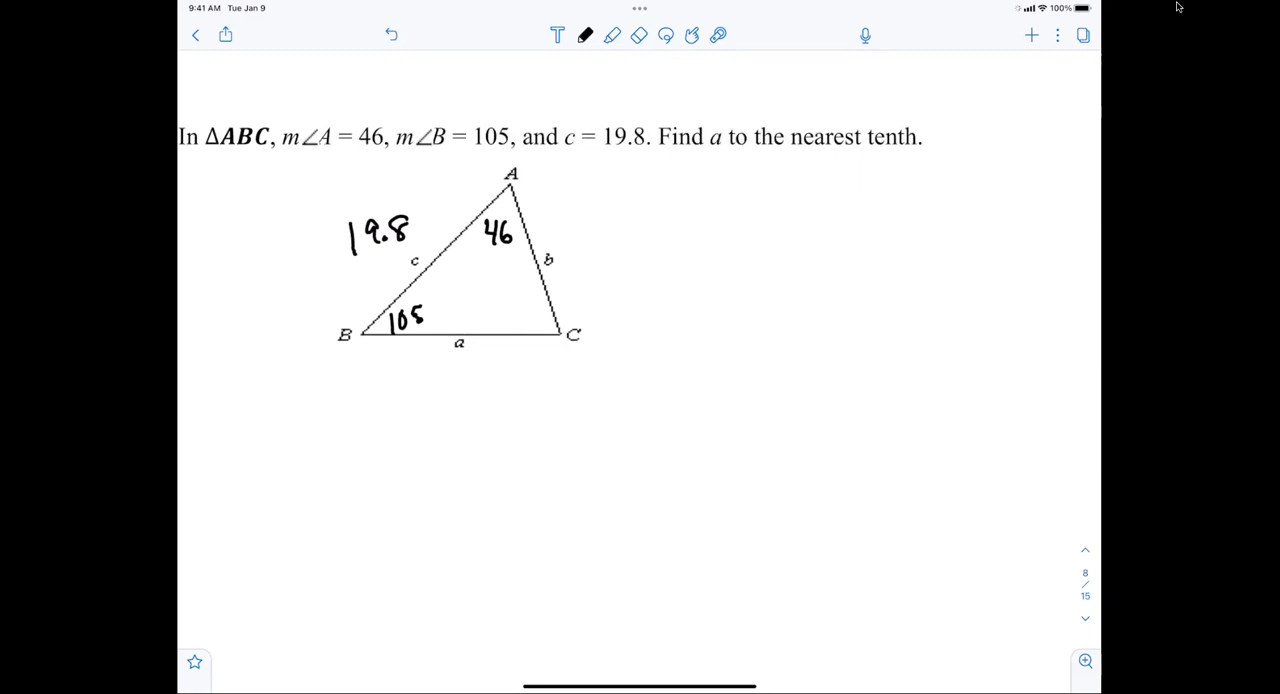 9:41 AM Tue Jan 9
100%
In ΔABC, m∠A = 46, m∠B = 105, and c = 19.8. Find a to the nearest tenth.
A
19.8
46
c
b
105
B
C
a
8
/
15